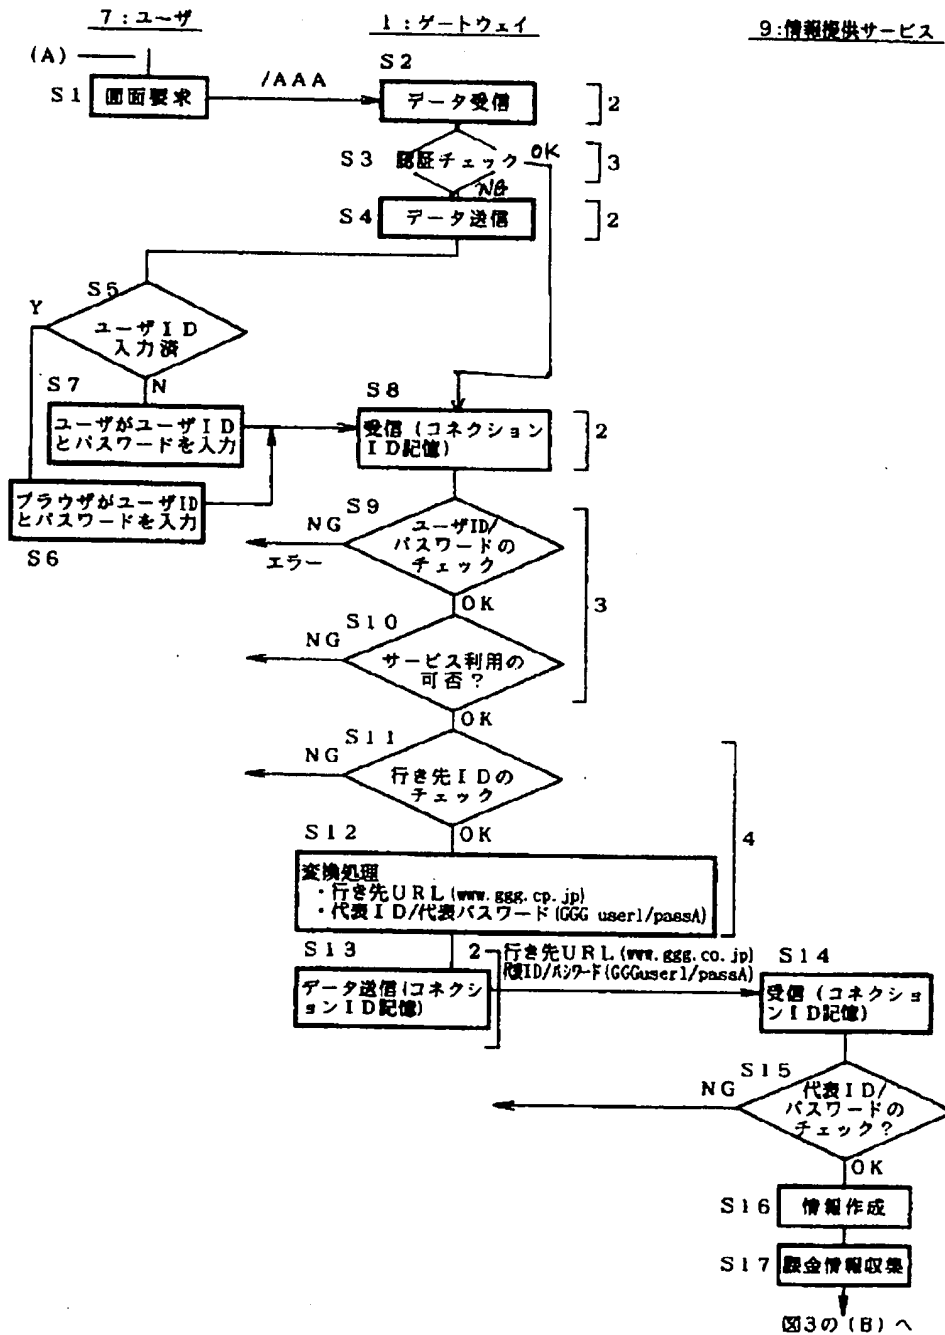 7：ユーザ
1：ゲートウェイ
9：情報提供サービス
(A)
S1
画面要求
/AAA
S2
データ受信
2
S3
認証チェック
OK
3
NG
S4
データ送信
2
S5
Y
ユーザID
入力済
N
S7
ユーザがユーザID
とパスワードを入力
S8
受信（コネクション
ID記憶）
2
ブラウザがユーザID
とパスワードを入力
S6
S9
NG
エラー
ユーザID/
パスワードの
チェック
OK
3
S10
NG
サービス利用の
可否？
OK
S11
NG
行き先IDの
チェック
OK
4
S12
変換処理
・行き先URL(www.ggg.cp.jp)
・代表ID/代表パスワード(GGG user1/passA)
S13
データ送信(コネクシ
ョンID記憶)
2
行き先URL(www.ggg.co.jp)
代表ID/パスワード(GGGuser1/passA)
S14
受信（コネクショ
ンID記憶）
S15
NG
代表ID/
パスワードの
チェック？
OK
S16
情報作成
S17
課金情報収集
図3の(B)へ